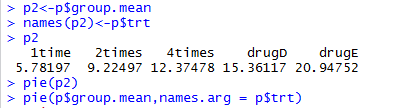 > p2<-p$group.mean
> names(p2)<-p$trt
> p2
1time 2times 4times drugD drugE
5.78197 9.22497 12.37478 15.36117 20.94752
> pie(p2)
> pie(p$group.mean,names.arg = p$trt)